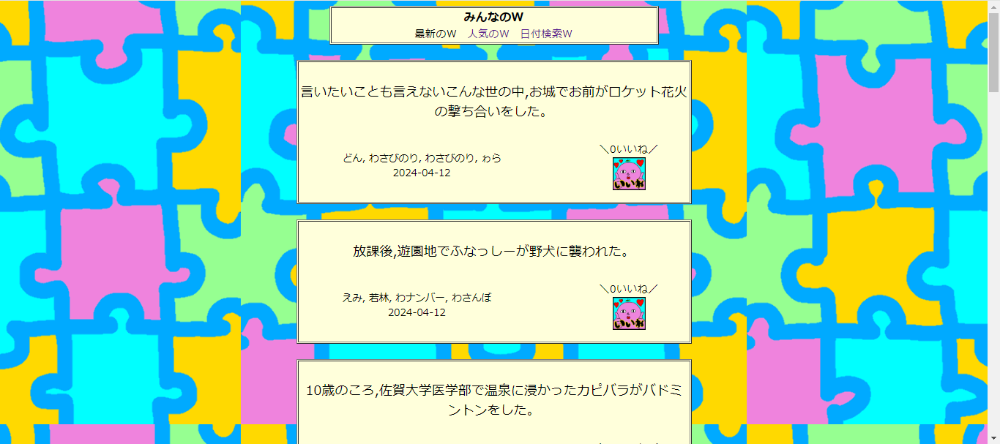 みんなのW
最新のW　人気のW　日付検索W
言いたいことも言えないこんな世の中,お城でお前がロケット花火
の撃ち合いをした。
＼0いいね／
いいね
どん, わさびのり, わさびのり, ゎら
2024-04-12
放課後,遊園地でふなっしーが野犬に襲われた。
＼0いいね／
いいね
えみ, 若林, わナンバー, わさんぼ
2024-04-12
10歳のころ,佐賀大学医学部で温泉に浸かったカピバラがバドミ
ントンをした。